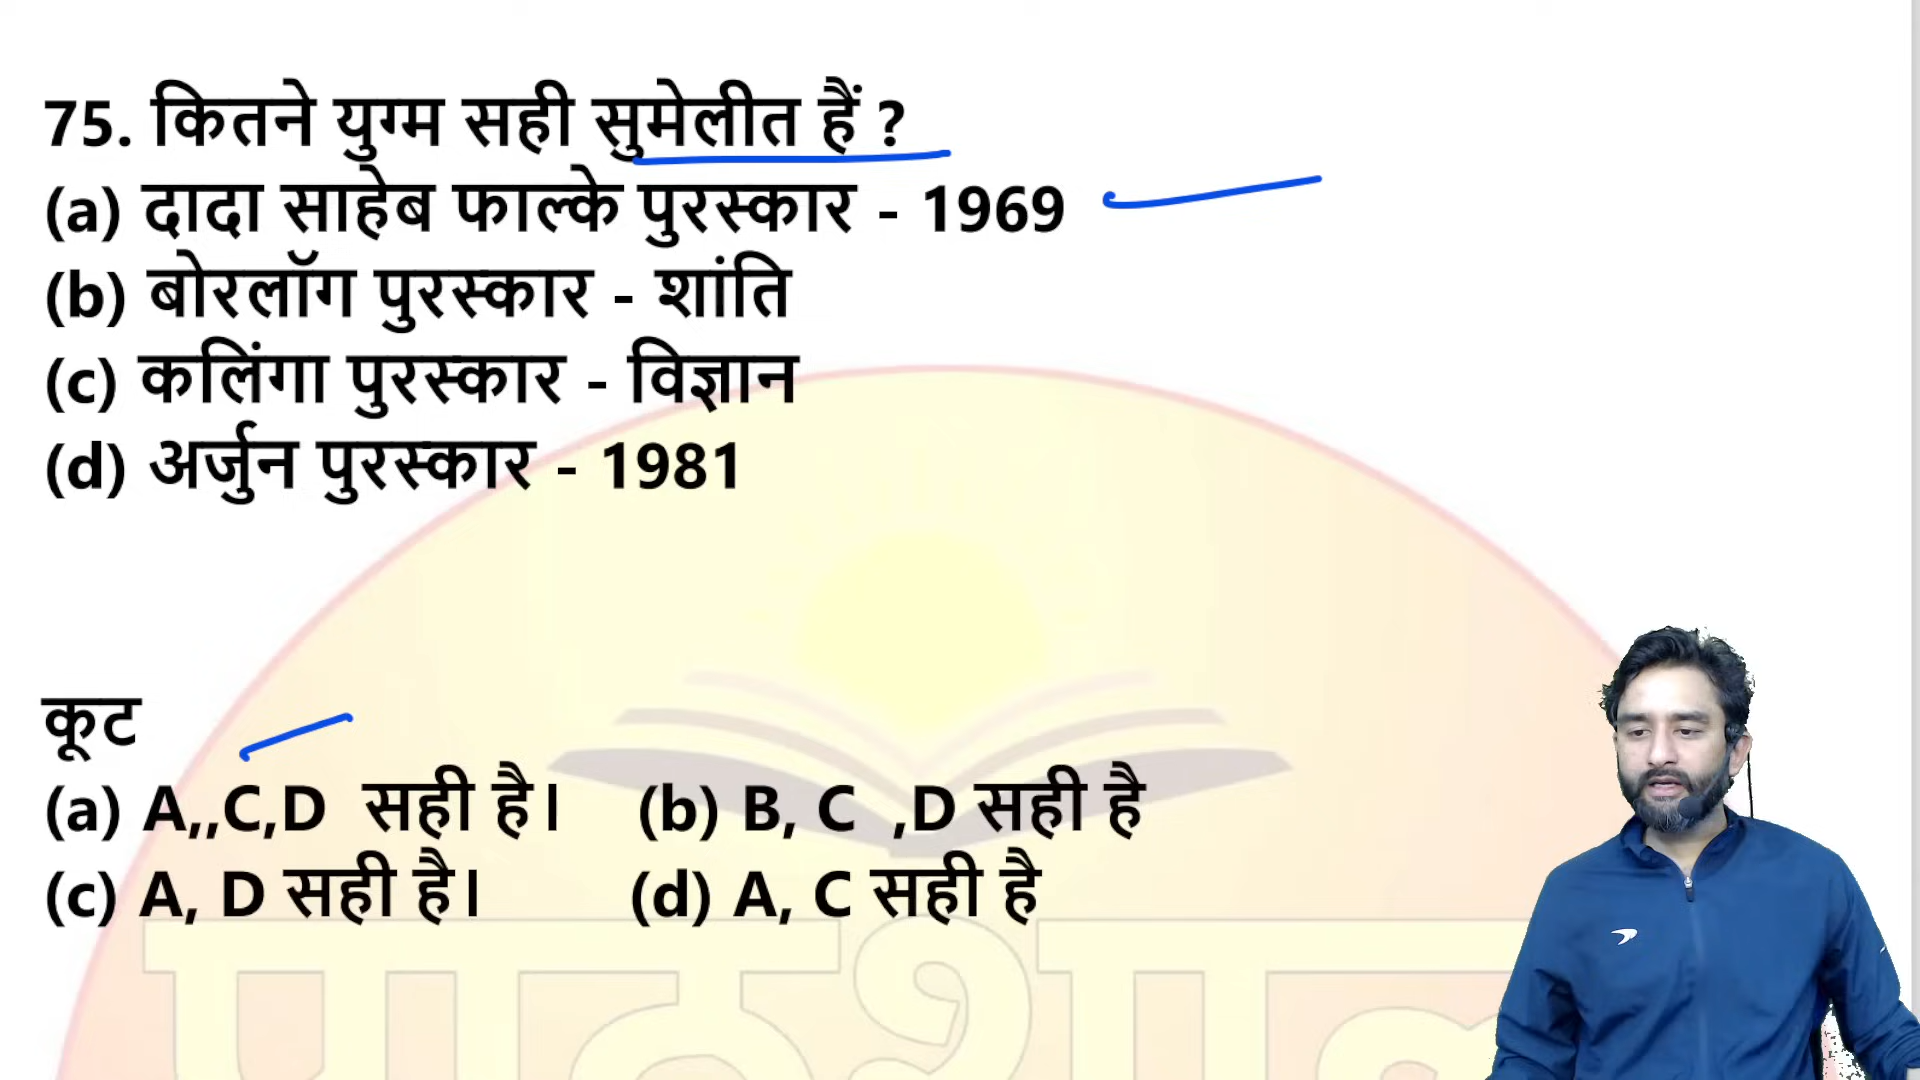 75. कितने युग्म सही सुमेलीत हैं ?
(a) दादा साहेब फाल्के पुरस्कार - 1969
(b) बोरलॉग पुरस्कार - शांति
(c) कलिंगा पुरस्कार - विज्ञान
(d) अर्जुन पुरस्कार - 1981
कूट
(a) A,,C,D सही है। (b) B, C ,D सही है
(c) A, D सही है। (d) A, C सही है